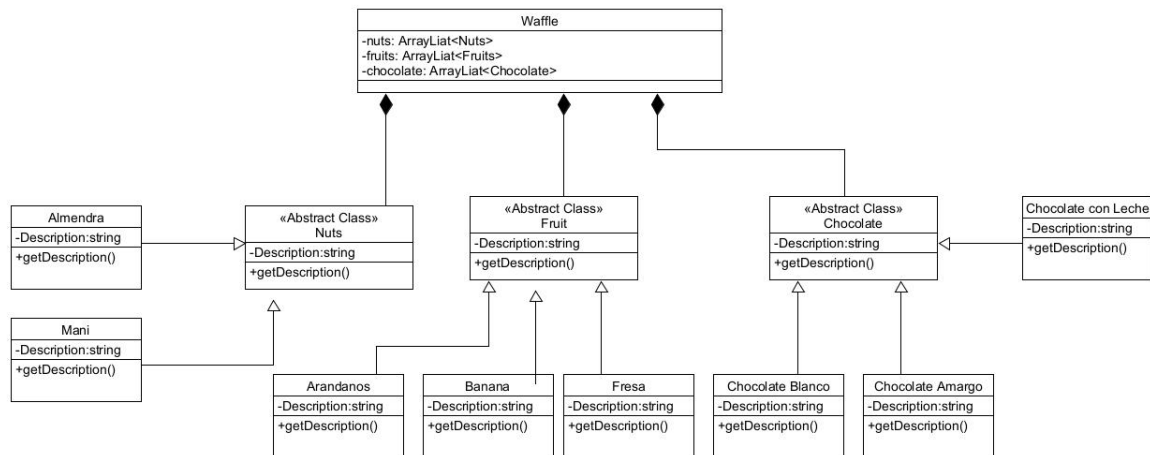 Waffle
-nuts: ArrayLiat<Nuts>
-fruits: ArrayLiat<Fruits>
-chocolate: ArrayLiat<Chocolate>
Almendra
-Description:string
+getDescription()
«Abstract Class»
Nuts
-Description:string
+getDescription()
«Abstract Class»
Fruit
-Description:string
+getDescription()
«Abstract Class»
Chocolate
-Description:string
+getDescription()
Chocolate con Leche
-Description:string
+getDescription()
Mani
-Description:string
+getDescription()
Arandanos
-Description:string
+getDescription()
Banana
-Description:string
+getDescription()
Fresa
-Description:string
+getDescription()
Chocolate Blanco
-Description:string
+getDescription()
Chocolate Amargo
-Description:string
+getDescription()